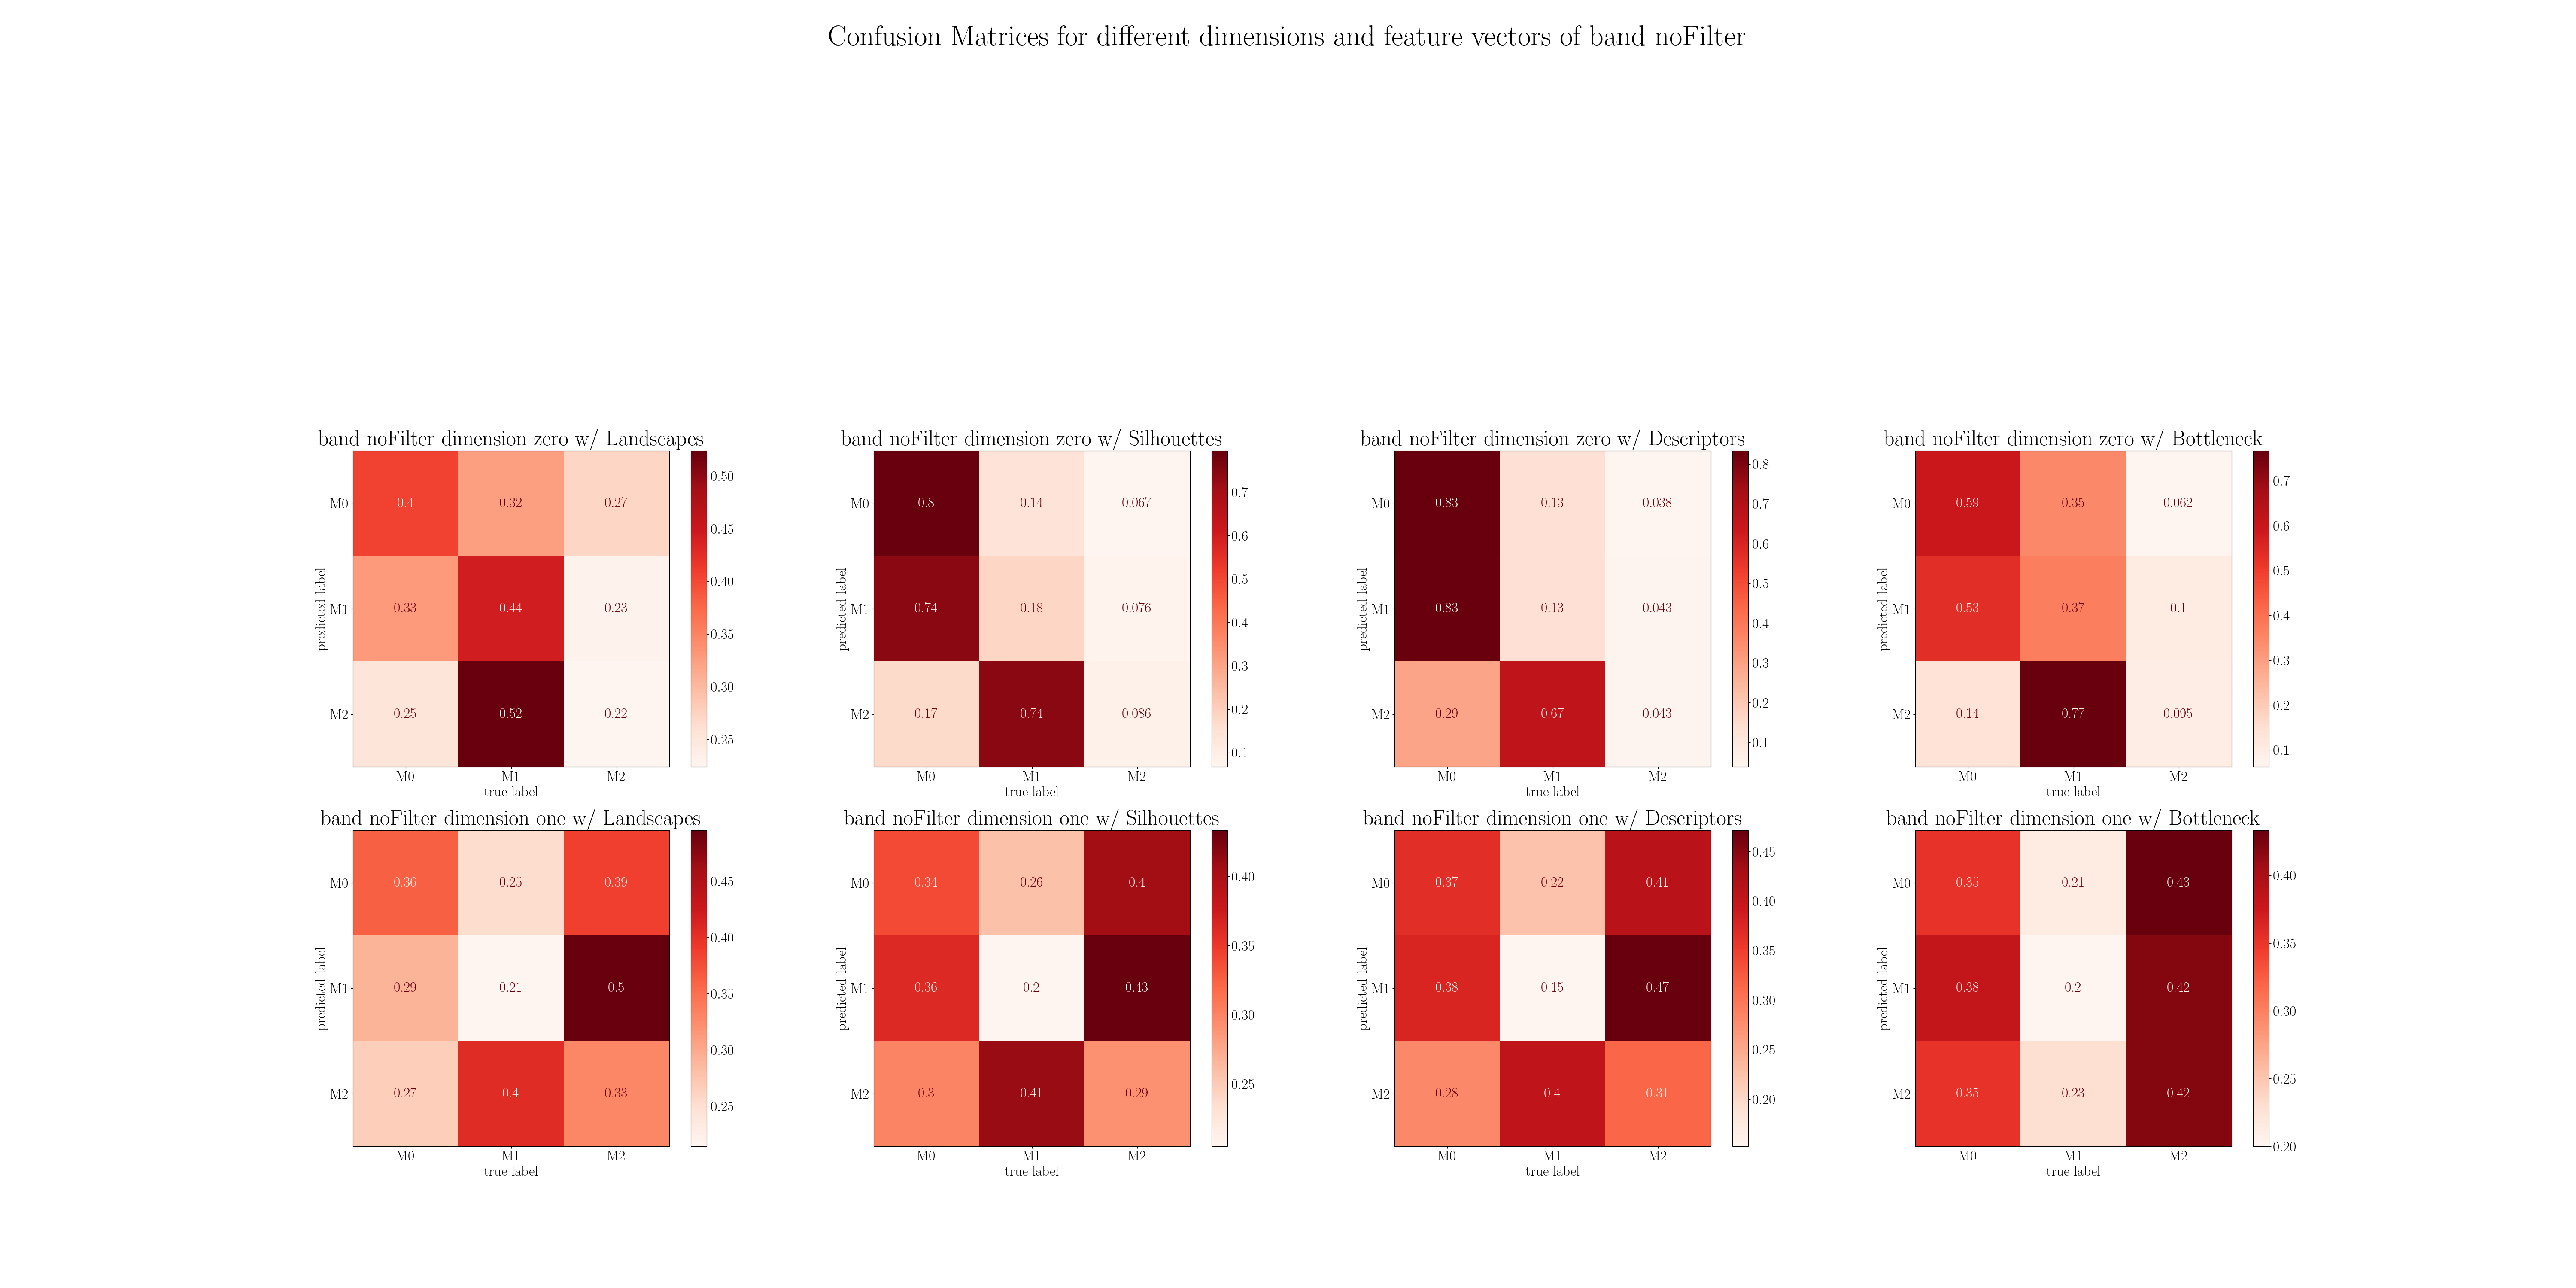 Confusion Matrices for different dimensions and feature vectors of band noFilter
band noFilter dimension zero w/ Landscapes
predicted label
M0 0.4 0.32 0.27
M1 0.33 0.44 0.23
M2 0.25 0.52 0.22
M0 M1 M2
true label
0.50
0.45
0.40
0.35
0.30
0.25
band noFilter dimension zero w/ Silhouettes
predicted label
M0 0.8 0.14 0.067
M1 0.74 0.18 0.076
M2 0.17 0.74 0.086
M0 M1 M2
true label
0.7
0.6
0.5
0.4
0.3
0.2
0.1
band noFilter dimension zero w/ Descriptors
predicted label
M0 0.83 0.13 0.038
M1 0.83 0.13 0.043
M2 0.29 0.67 0.043
M0 M1 M2
true label
0.8
0.7
0.6
0.5
0.4
0.3
0.2
0.1
band noFilter dimension zero w/ Bottleneck
predicted label
M0 0.59 0.35 0.062
M1 0.53 0.37 0.1
M2 0.14 0.77 0.095
M0 M1 M2
true label
0.7
0.6
0.5
0.4
0.3
0.2
0.1
band noFilter dimension one w/ Landscapes
predicted label
M0 0.36 0.25 0.39
M1 0.29 0.21 0.5
M2 0.27 0.4 0.33
M0 M1 M2
true label
0.45
0.40
0.35
0.30
0.25
band noFilter dimension one w/ Silhouettes
predicted label
M0 0.34 0.26 0.4
M1 0.36 0.2 0.43
M2 0.3 0.41 0.29
M0 M1 M2
true label
0.40
0.35
0.30
0.25
band noFilter dimension one w/ Descriptors
predicted label
M0 0.37 0.22 0.41
M1 0.38 0.15 0.47
M2 0.28 0.4 0.31
M0 M1 M2
true label
0.45
0.40
0.35
0.30
0.25
0.20
band noFilter dimension one w/ Bottleneck
predicted label
M0 0.35 0.21 0.43
M1 0.38 0.2 0.42
M2 0.35 0.23 0.42
M0 M1 M2
true label
0.40
0.35
0.30
0.25
0.20